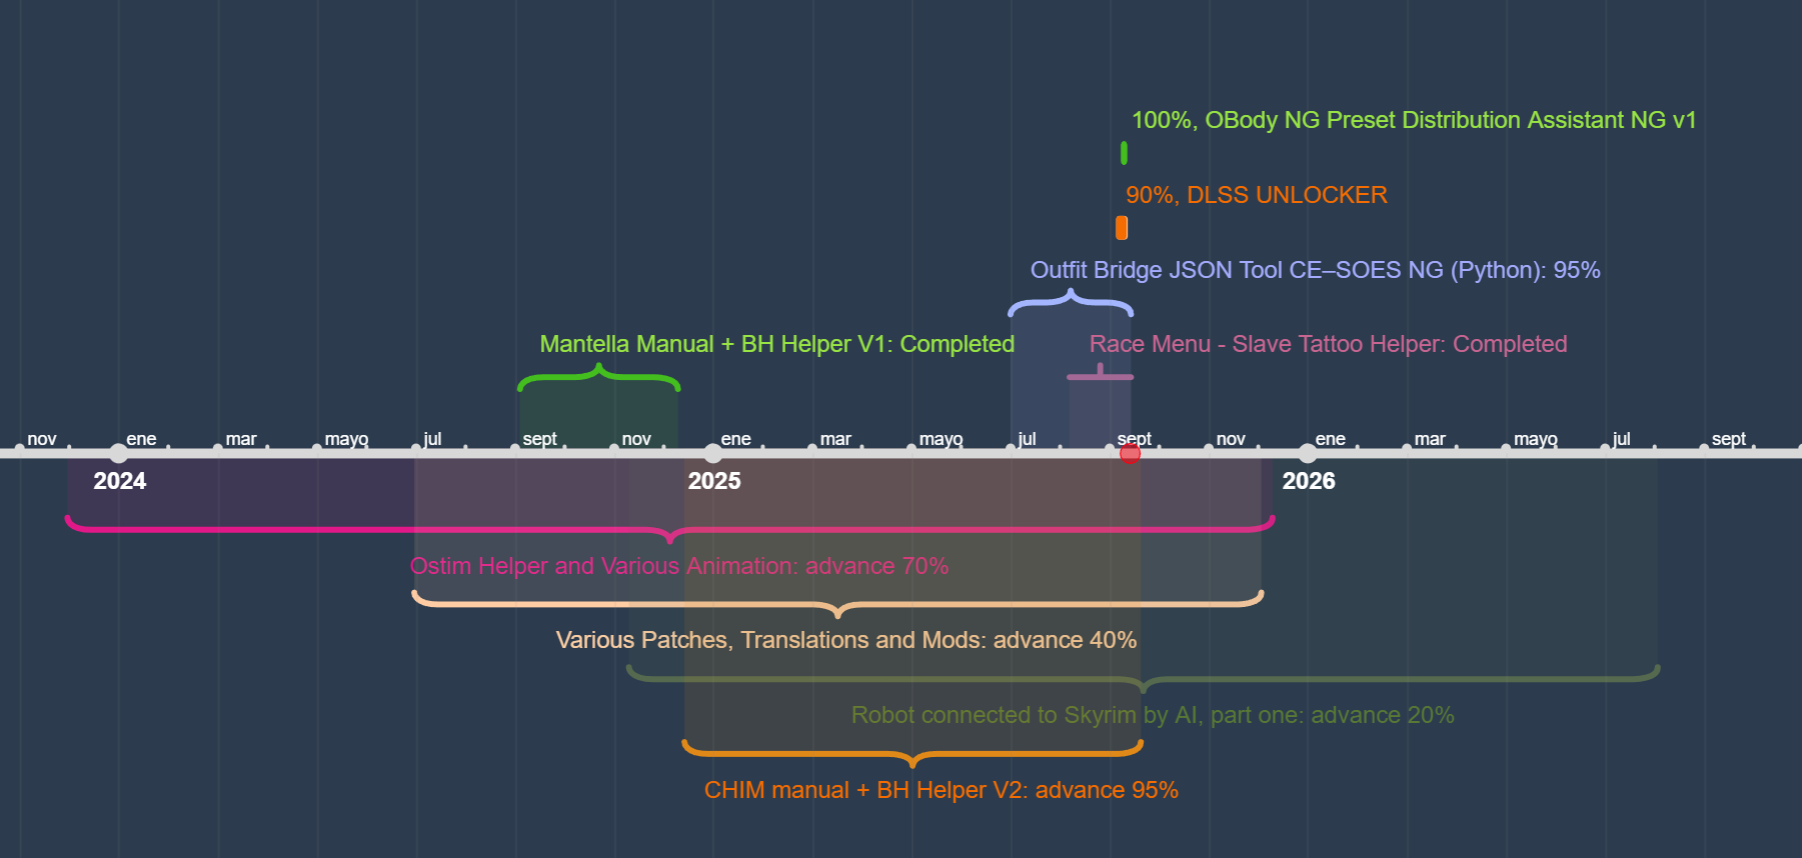 100%, OBody NG Preset Distribution Assistant NG v1
90%, DLSS UNLOCKER
Outfit Bridge JSON Tool CE–SOES NG (Python): 95%
Mantella Manual + BH Helper V1: Completed
Race Menu - Slave Tattoo Helper: Completed
nov ene mar mayo jul sept nov ene mar mayo jul sept nov ene mar mayo jul sept
2024 2025 2026
Ostim Helper and Various Animation: advance 70%
Various Patches, Translations and Mods: advance 40%
Robot connected to Skyrim by AI, part one: advance 20%
CHIM manual + BH Helper V2: advance 95%